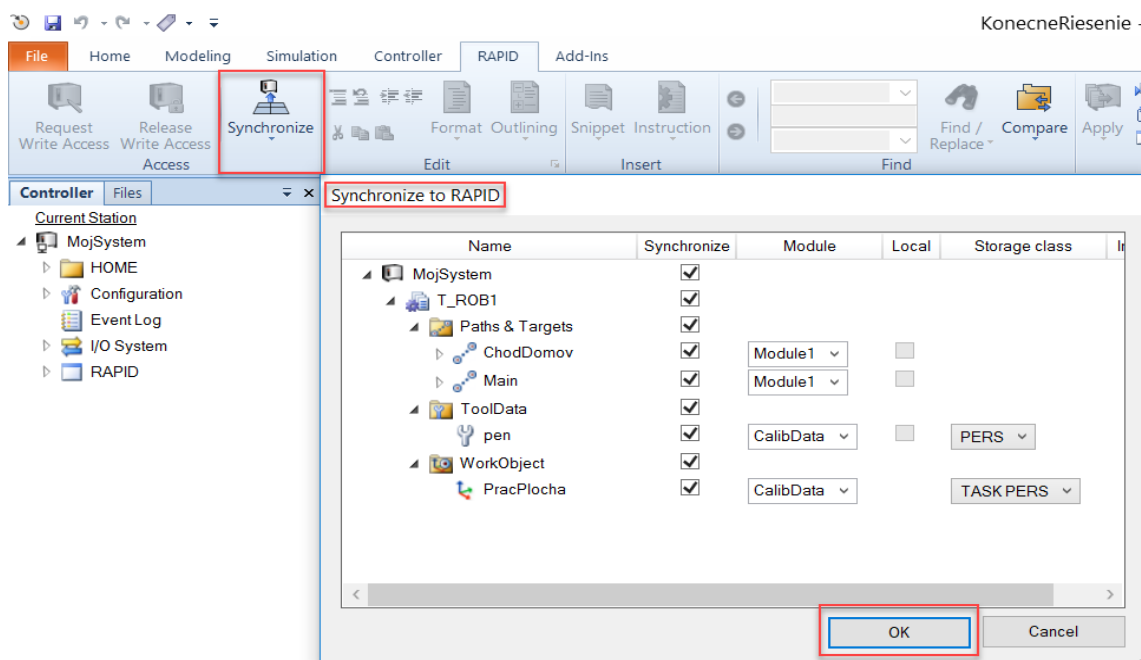 KonecneRiesenie -
File Home Modeling Simulation Controller RAPID Add-Ins
Request Write Access
Release Write Access
Synchronize
Format Outlining
Snippet Instruction
Find / Replace
Compare
Apply
Access Edit Insert Find
Controller Files
Current Station
MojSystem
HOME
Configuration
Event Log
I/O System
RAPID
Synchronize to RAPID
Name Synchronize Module Local Storage class
MojSystem
T_ROB1
Paths & Targets
ChodDomov Module1
Main Module1
ToolData
pen CalibData PERS
WorkObject
PracPlocha CalibData TASK PERS
OK Cancel